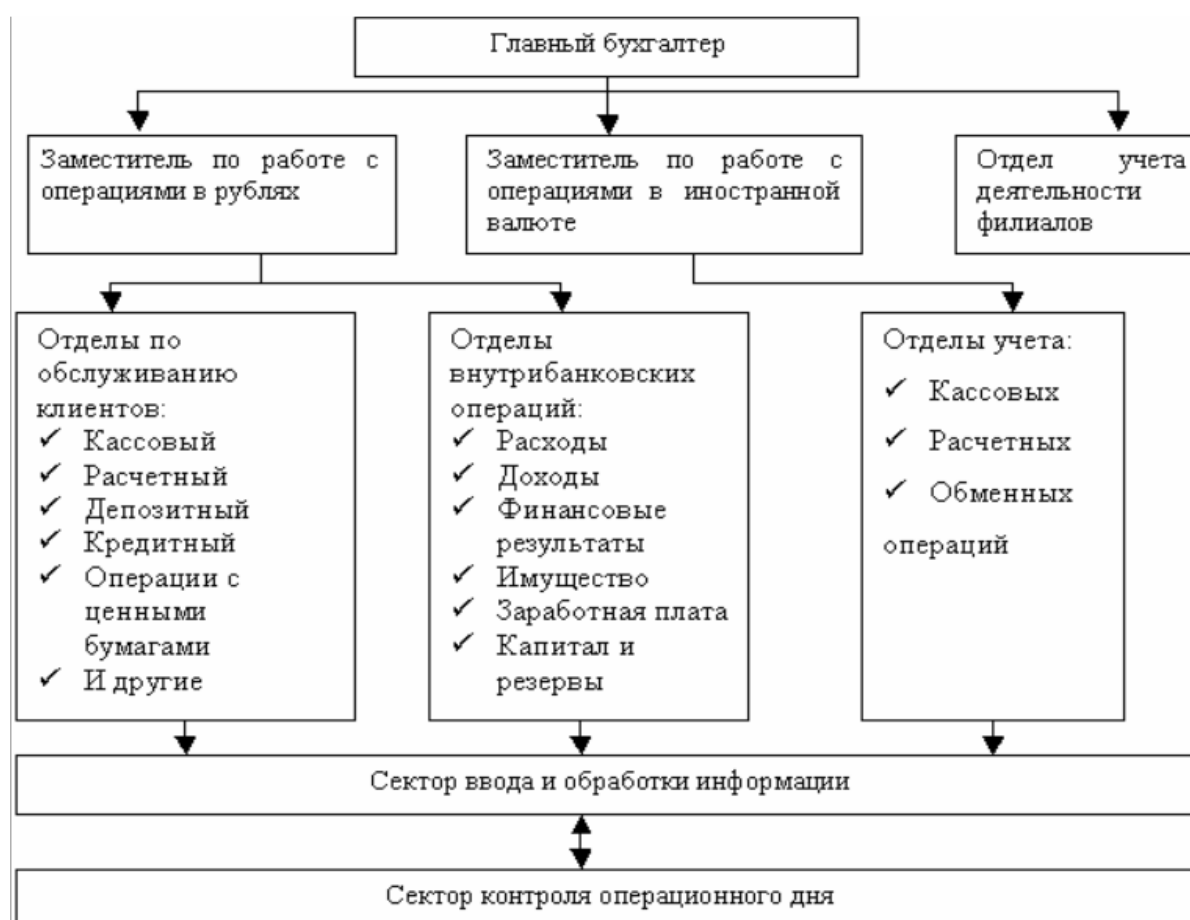 Главный бухгалтер
Заместитель по работе с
операциями в рублях
Заместитель по работе с
операциями в иностранной
валюте
Отдел учета
деятельности
филиалов
Отделы по
обслуживанию
клиентов:
✓ Кассовый
✓ Расчетный
✓ Депозитный
✓ Кредитный
✓ Операции с
ценными
бумагами
✓ И другие
Отделы
внутрибанковских
операций:
✓ Расходы
✓ Доходы
✓ Финансовые
результаты
✓ Имущество
✓ Заработная плата
✓ Капитал и
резервы
Отделы учета:
✓ Кассовых
✓ Расчетных
✓ Обменных
операций
Сектор ввода и обработки информации
Сектор контроля операционного дня